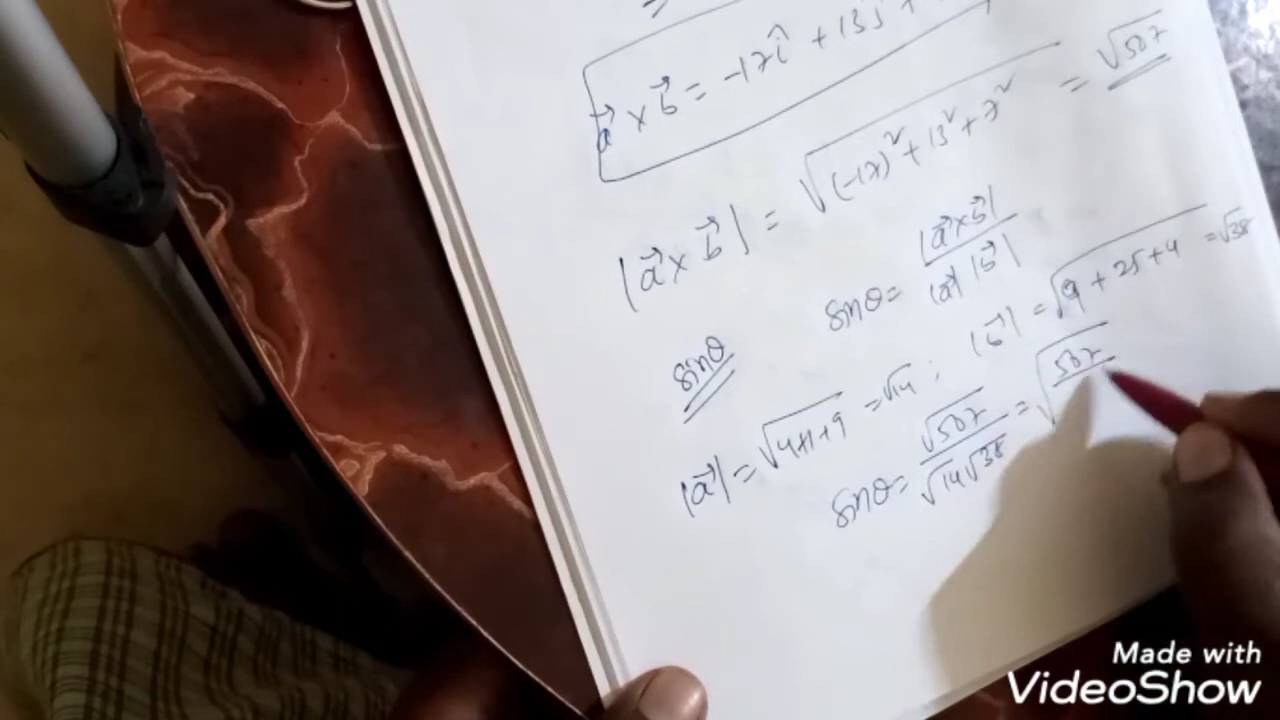 a⃗ × b⃗ = -17î + 13ĵ +
|a⃗ × b⃗| = √((-17)² + 13² + 7²) = √507
sinθ sinθ = |a⃗×b⃗| / |a⃗| |b⃗|
|a⃗| = √(4+1+9) = √14 ; |b⃗| = √(9 + 25 + 4) = √38
sinθ = √507 / √14 √38 = √507
Made with
VideoShow